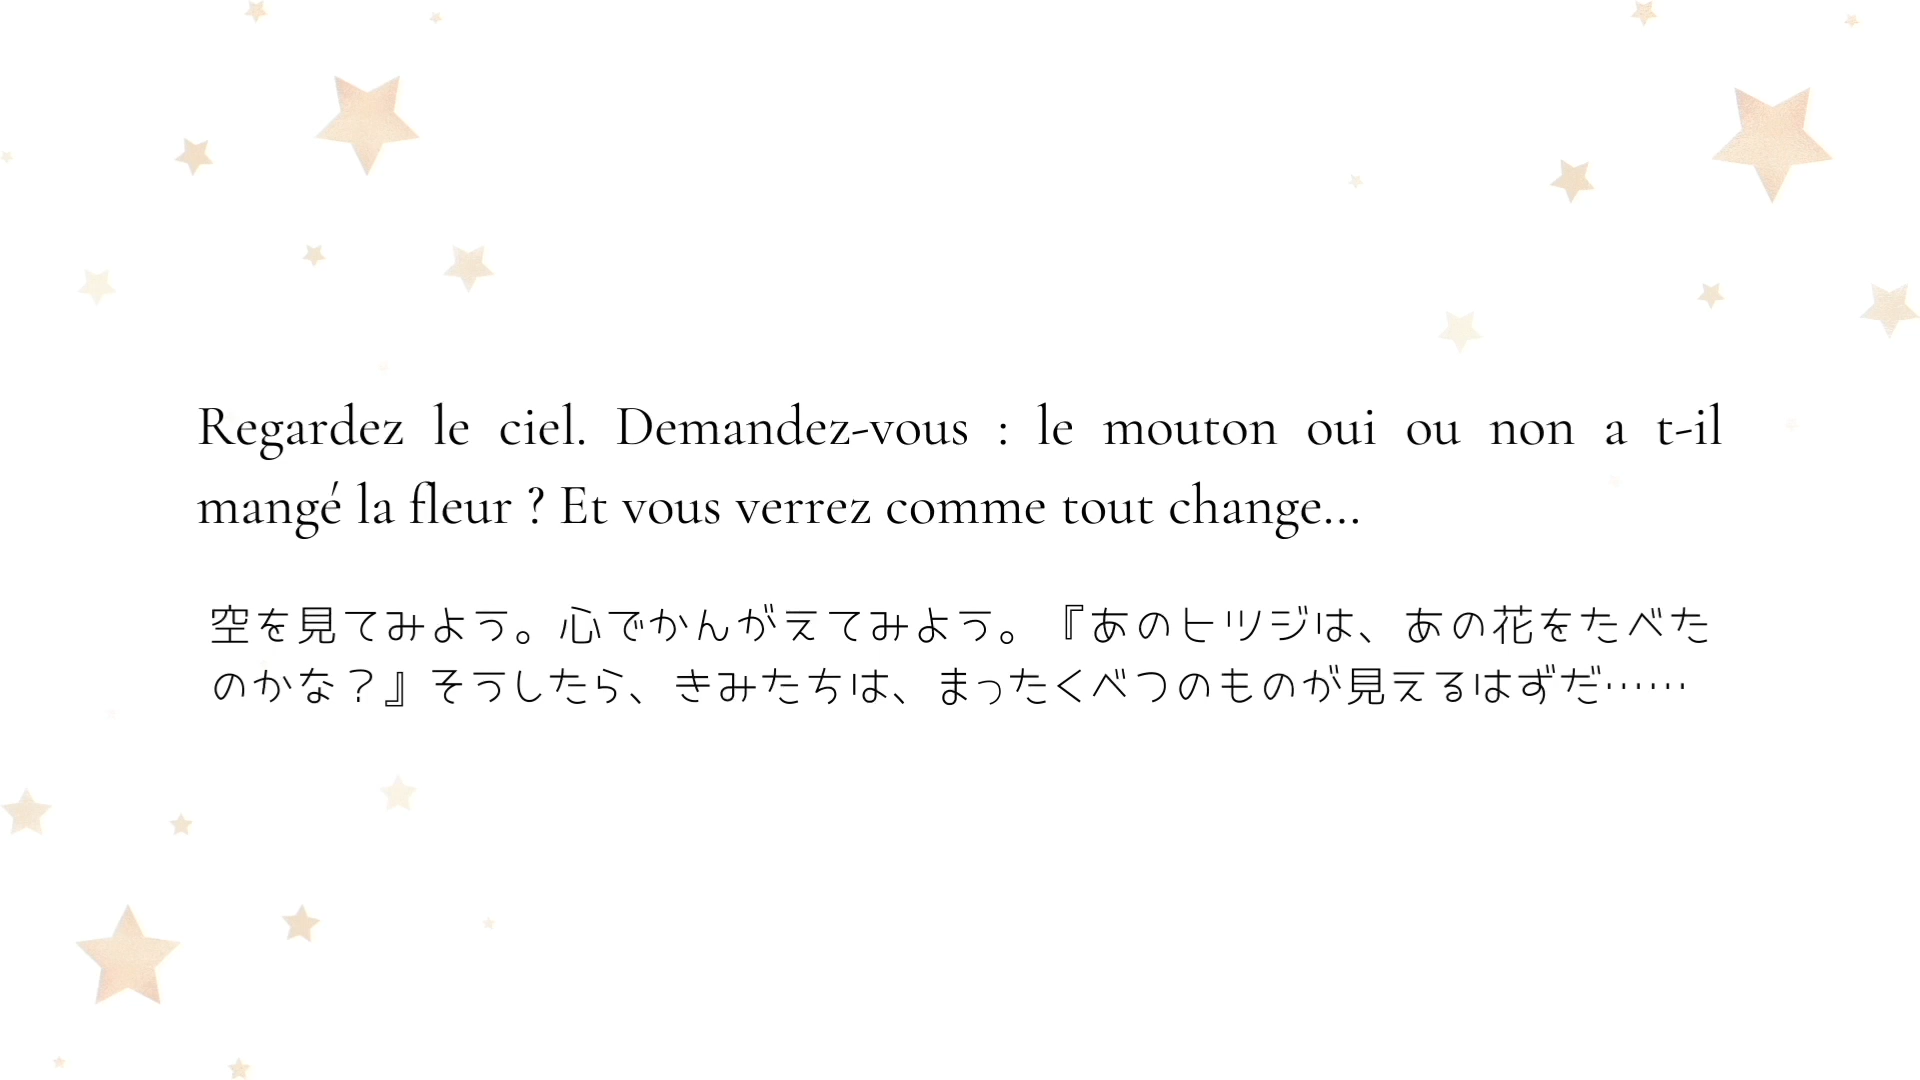 Regardez le ciel. Demandez-vous : le mouton oui ou non a t-il
mangé la fleur ? Et vous verrez comme tout change...
空を見てみよう。心でかんがえてみよう。『あのヒツジは、あの花をたべた
のかな？』そうしたら、きみたちは、まったくべつのものが見えるはずだ……